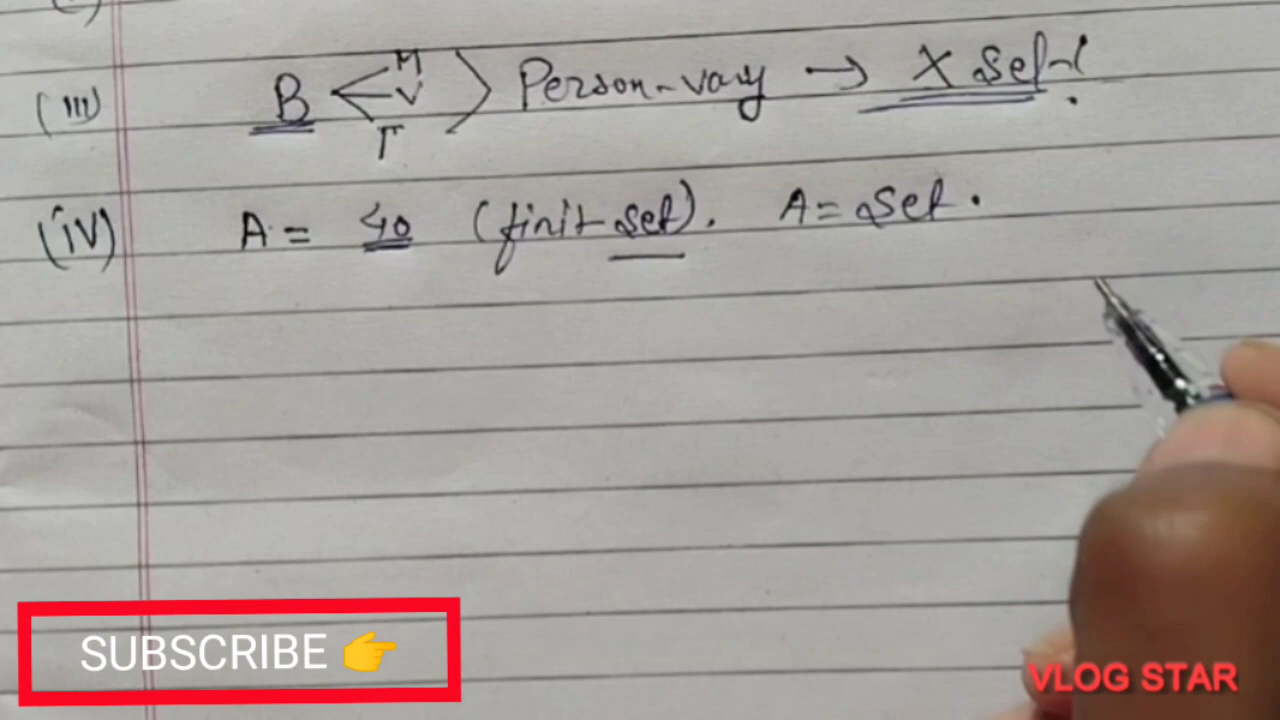 (III) B M V T Person-vary → X Set
(iv) A = 40 (finit set). A = Set.
SUBSCRIBE 👉
VLOG STAR